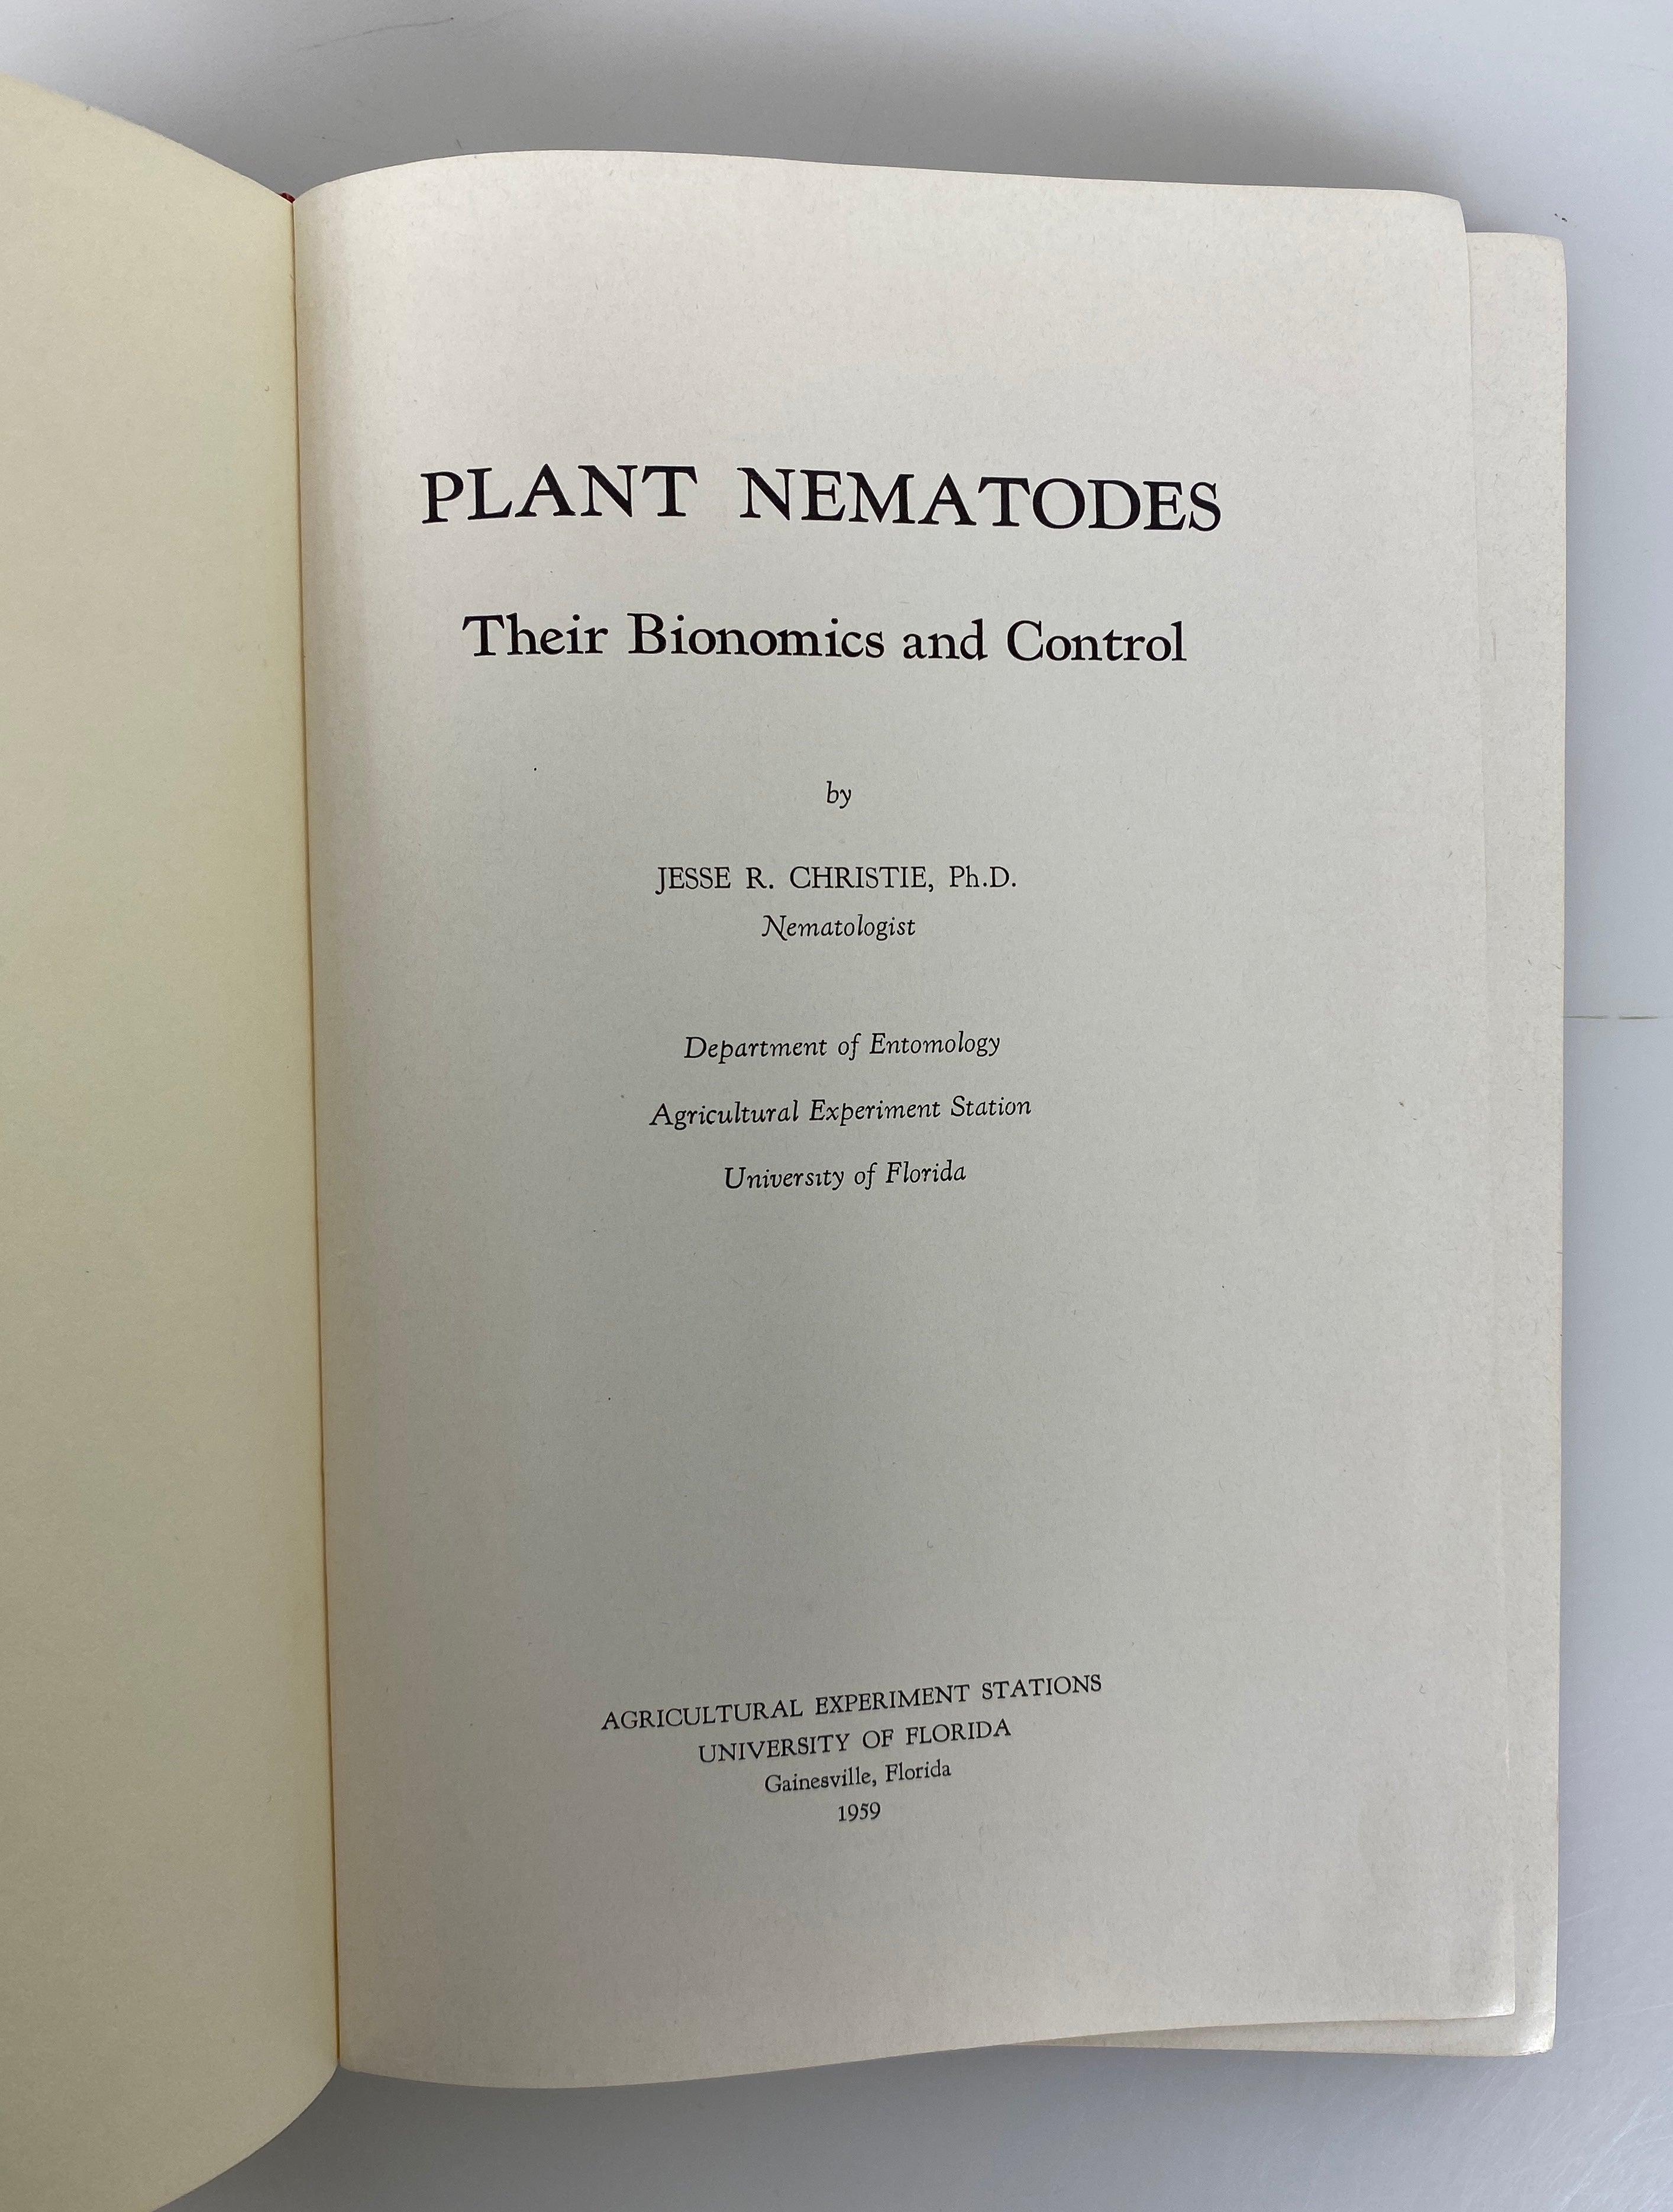 PLANT NEMATODES
Their Bionomics and Control
by
JESSE R. CHRISTIE, Ph.D.
Nematologist
Department of Entomology
Agricultural Experiment Station
University of Florida
AGRICULTURAL EXPERIMENT STATIONS
UNIVERSITY OF FLORIDA
Gainesville, Florida
1959